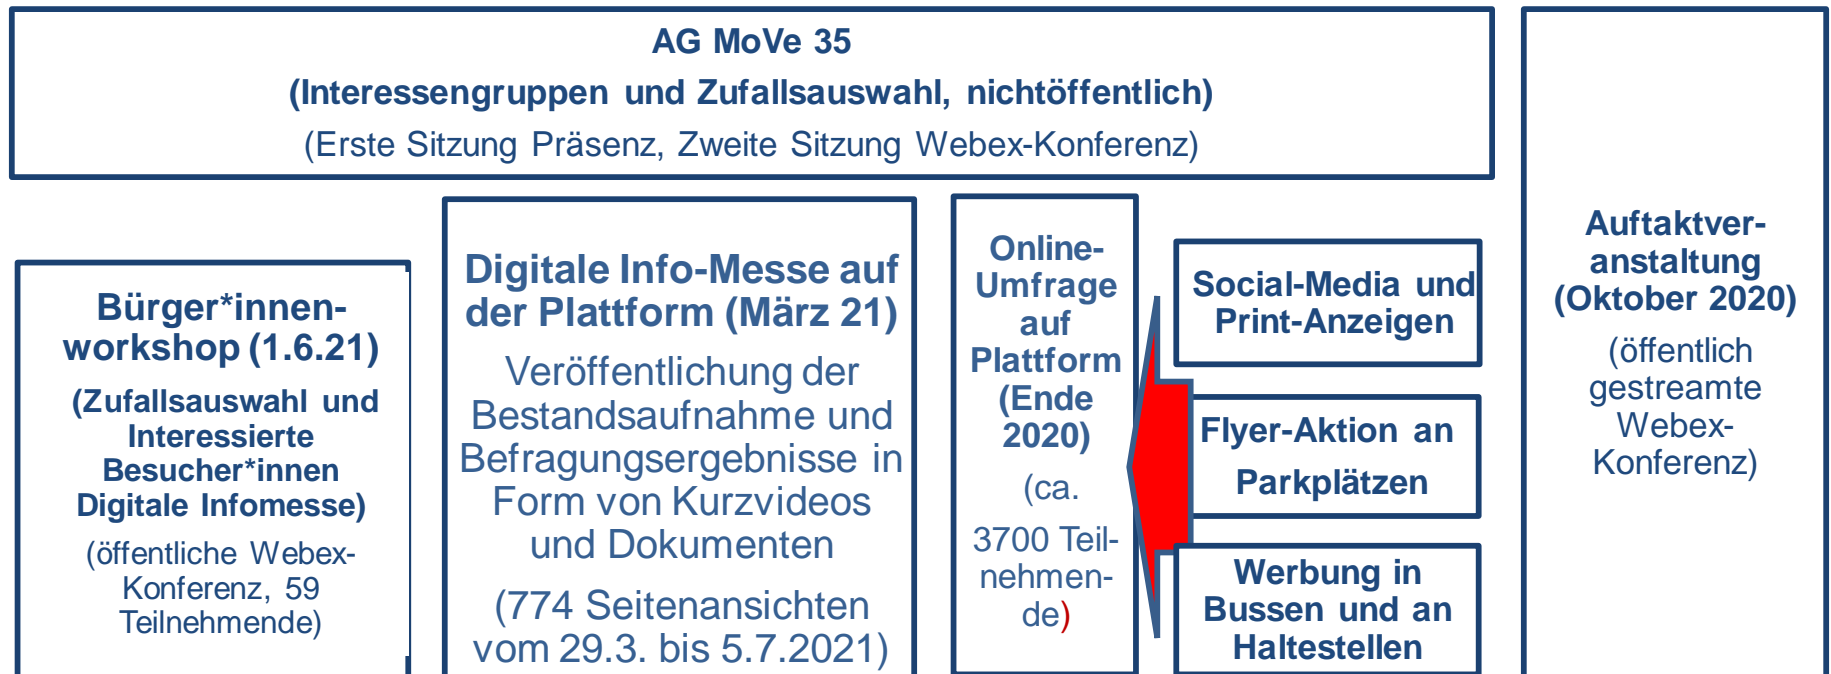 AG MoVe 35
(Interessengruppen und Zufallsauswahl, nichtöffentlich)
(Erste Sitzung Präsenz, Zweite Sitzung Webex-Konferenz)
Bürger*innen-
workshop (1.6.21)
(Zufallsauswahl und
Interessierte
Besucher*innen
Digitale Infomesse)
(öffentliche Webex-
Konferenz, 59
Teilnehmende)
Digitale Info-Messe auf
der Plattform (März 21)
Veröffentlichung der
Bestandsaufnahme und
Befragungsergebnisse in
Form von Kurzvideos
und Dokumenten
(774 Seitenansichten
vom 29.3. bis 5.7.2021)
Online-
Umfrage
auf
Plattform
(Ende
2020)
(ca.
3700 Teil-
nehmen-
de)
Social-Media und
Print-Anzeigen
Flyer-Aktion an
Parkplätzen
Werbung in
Bussen und an
Haltestellen
Auftaktver-
anstaltung
(Oktober 2020)
(öffentlich
gestreamte
Webex-
Konferenz)